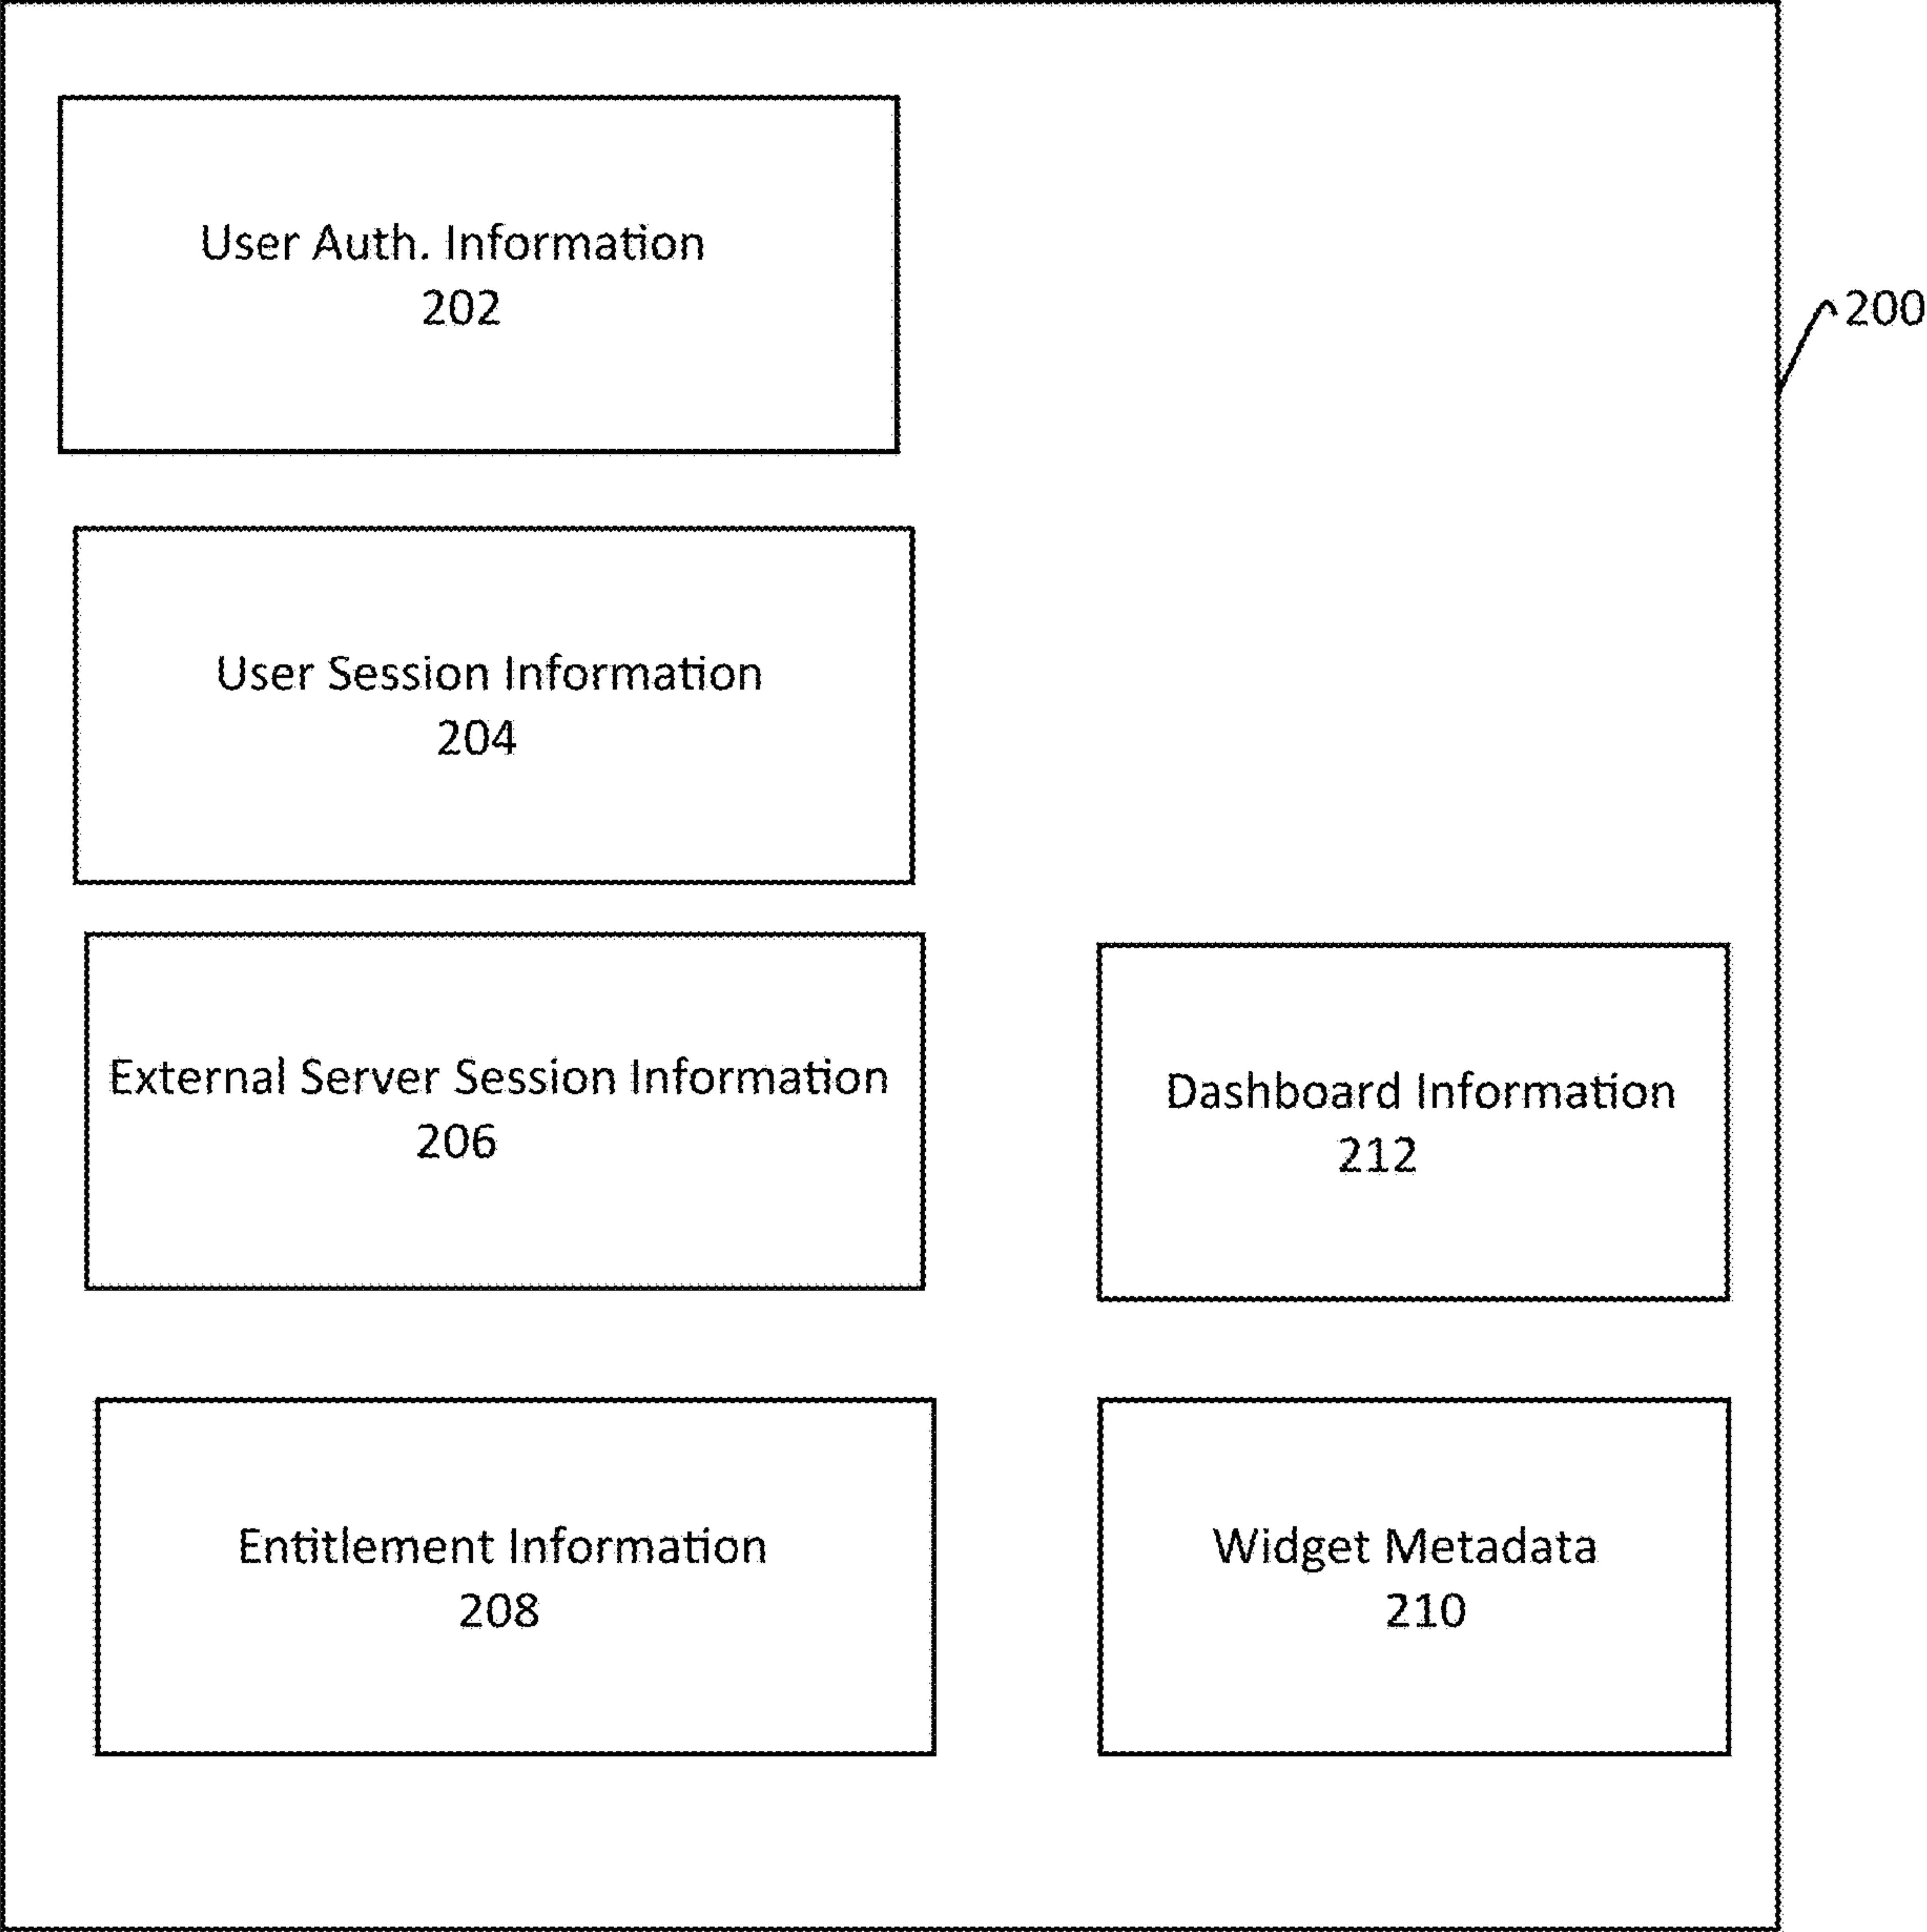 User Auth. Information
202
200
User Session Information
204
External Server Session Information
206
Dashboard Information
212
Entitlement Information
208
Widget Metadata
210